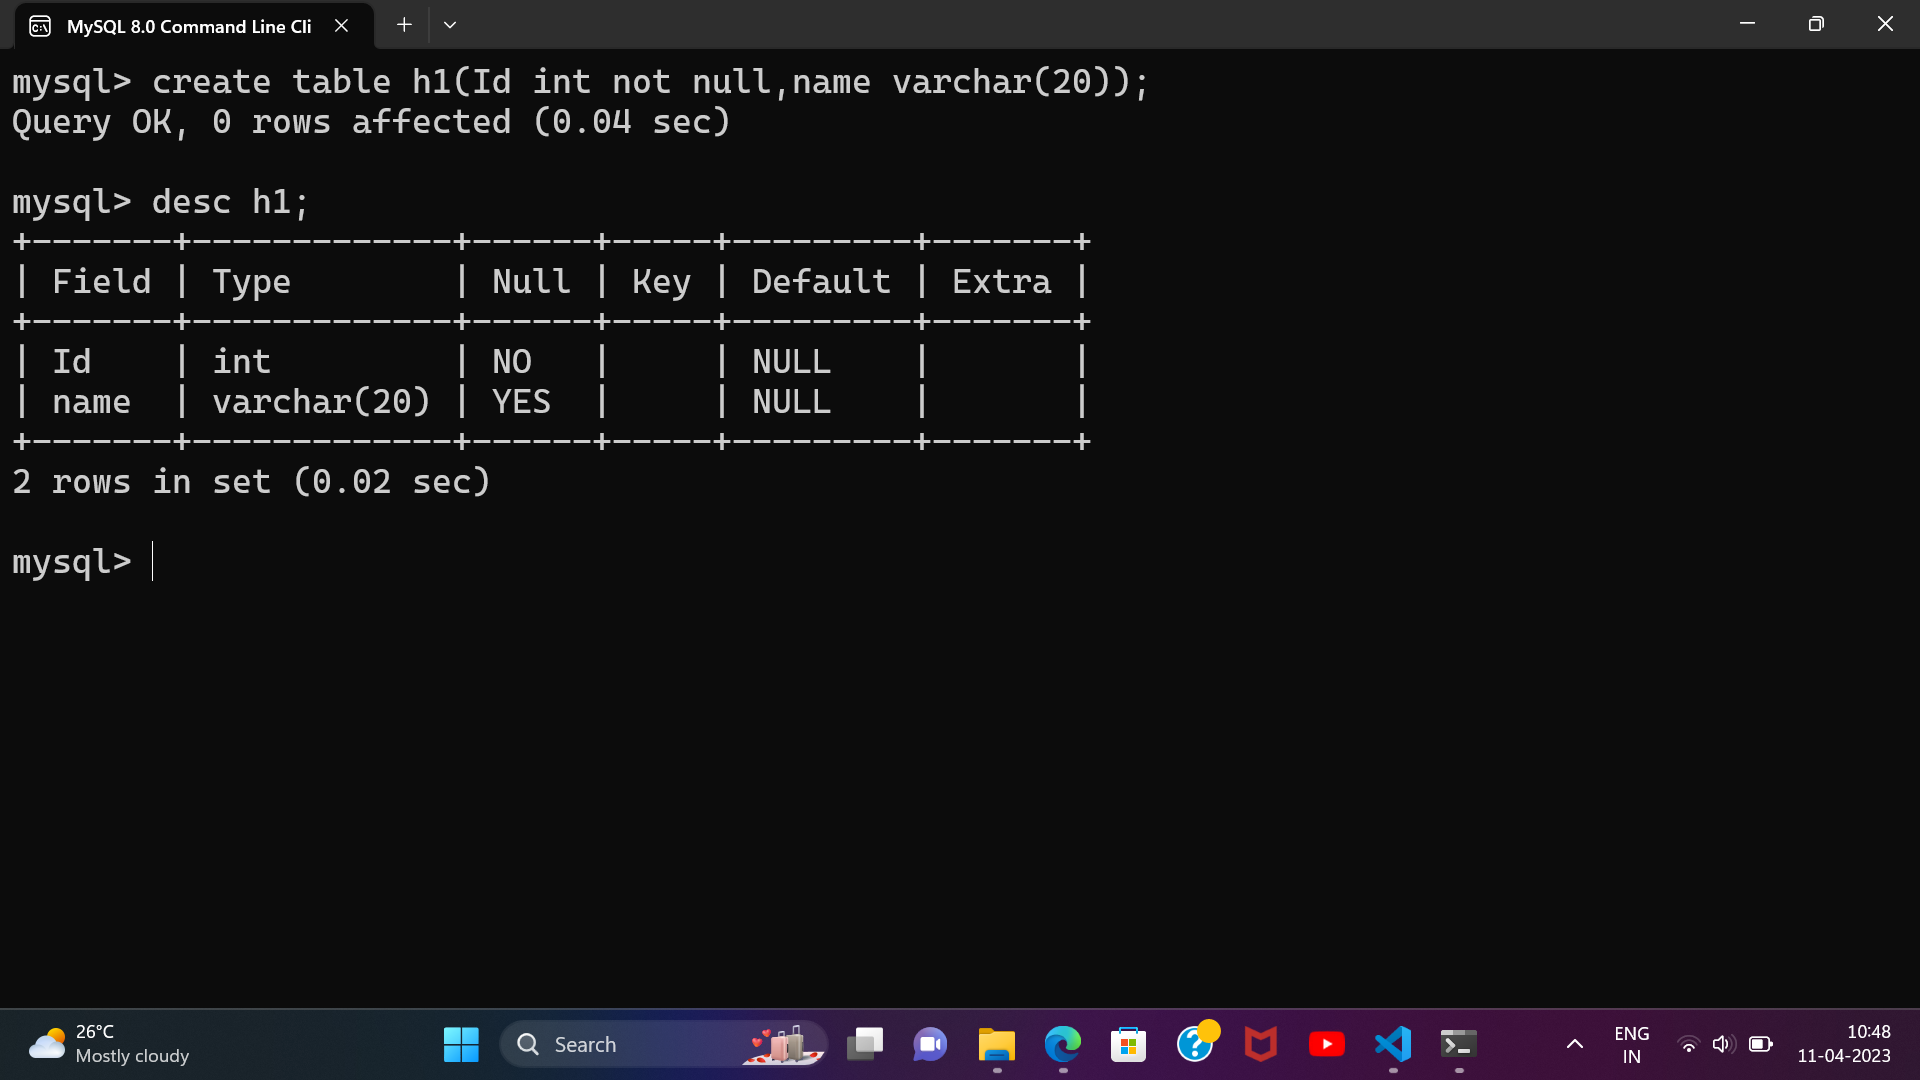 MySQL 8.0 Command Line Cli
mysql> create table h1(Id int not null,name varchar(20));
Query OK, 0 rows affected (0.04 sec)
mysql> desc h1;
+-------+-------------+------+-----+---------+-------+
| Field | Type        | Null | Key | Default | Extra |
+-------+-------------+------+-----+---------+-------+
| Id    | int         | NO   |     | NULL    |       |
| name  | varchar(20) | YES  |     | NULL    |       |
+-------+-------------+------+-----+---------+-------+
2 rows in set (0.02 sec)
mysql>
26°C
Mostly cloudy
Search
ENG
IN
10:48
11-04-2023